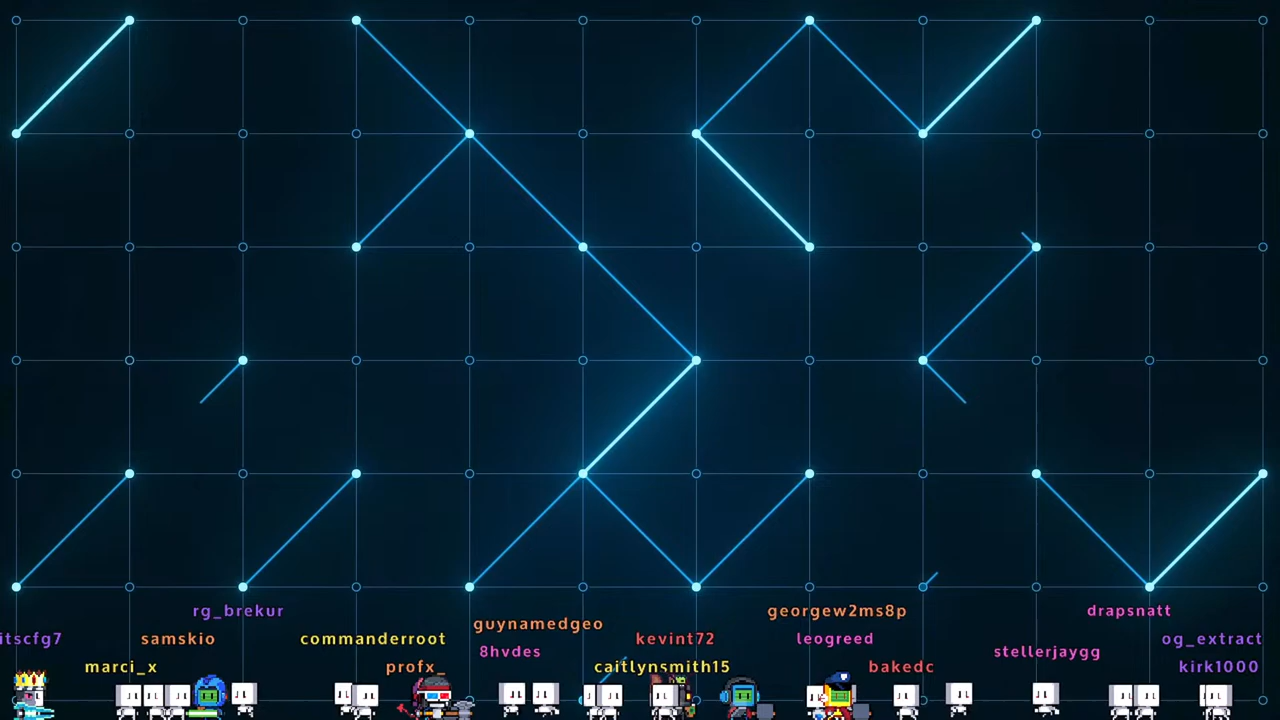 rg_brekur
georgew2ms8p
drapsnatt
guynamedgeo
itscfg7
samskio
commanderroot
kevint72
leogreed
og_extract
8hvdes
stellerjaygg
marci_x
profx_
caitlynsmith15
bakedc
kirk1000